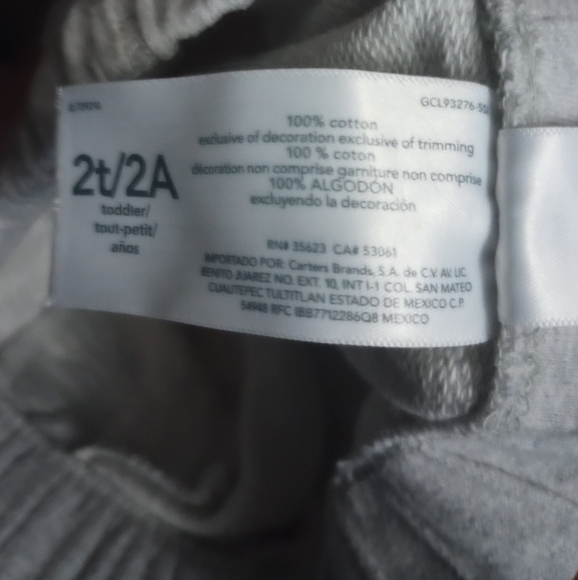 GCL93276-SS
2t/2A
toddler/
tout-petit/
años
100% cotton
exclusive of decoration exclusive of trimming
100 % coton
décoration non comprise garniture non comprise
100% ALGODÓN
excluyendo la decoración
RN# 35623 CA# 53061
IMPORTADO POR: Carters Brands, S.A. de C.V. AV. LIC.
BENITO JUAREZ NO. EXT. 10, INT I-1 COL. SAN MATEO
CUAUTEPEC TULTITLAN ESTADO DE MEXICO C.P.
54948 RFC IBB7712286Q8 MEXICO